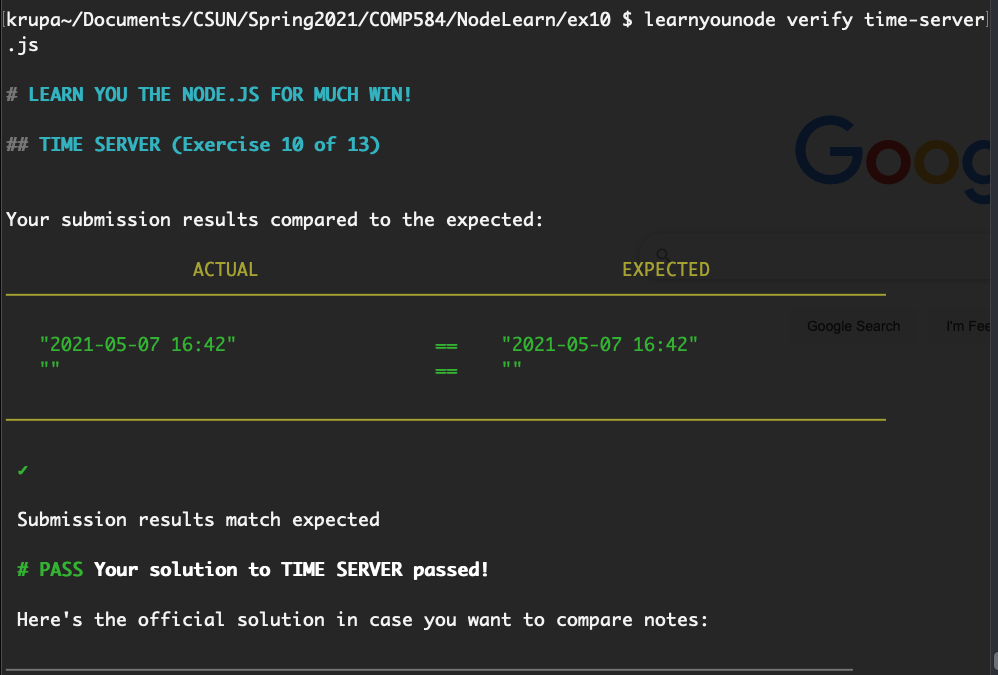 krupa~/Documents/CSUN/Spring2021/COMP584/NodeLearn/ex10 $ learnyounode verify time-server
.js
# LEARN YOU THE NODE.JS FOR MUCH WIN!
## TIME SERVER (Exercise 10 of 13)
Goog
Your submission results compared to the expected:
ACTUAL EXPECTED
Google Search I'm Fee
"2021-05-07 16:42" == "2021-05-07 16:42"
"" == ""
✓
Submission results match expected
# PASS Your solution to TIME SERVER passed!
Here's the official solution in case you want to compare notes: